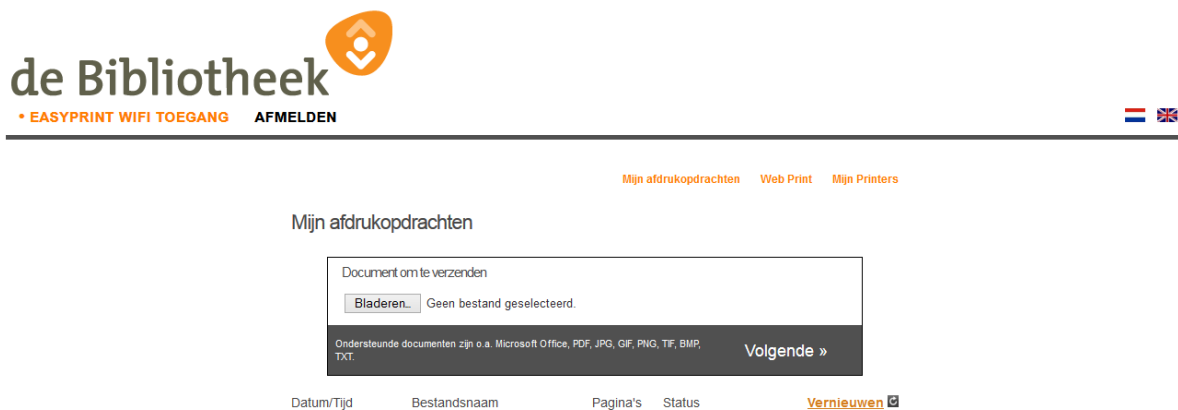 de Bibliotheek
• EASYPRINT WIFI TOEGANG AFMELDEN
Mijn afdrukopdrachten Web Print Mijn Printers
Mijn afdrukopdrachten
Document om te verzenden
Bladeren… Geen bestand geselecteerd.
Ondersteunde documenten zijn o.a. Microsoft Office, PDF, JPG, GIF, PNG, TIF, BMP,
TXT.
Volgende »
Datum/Tijd Bestandsnaam Pagina's Status Vernieuwen